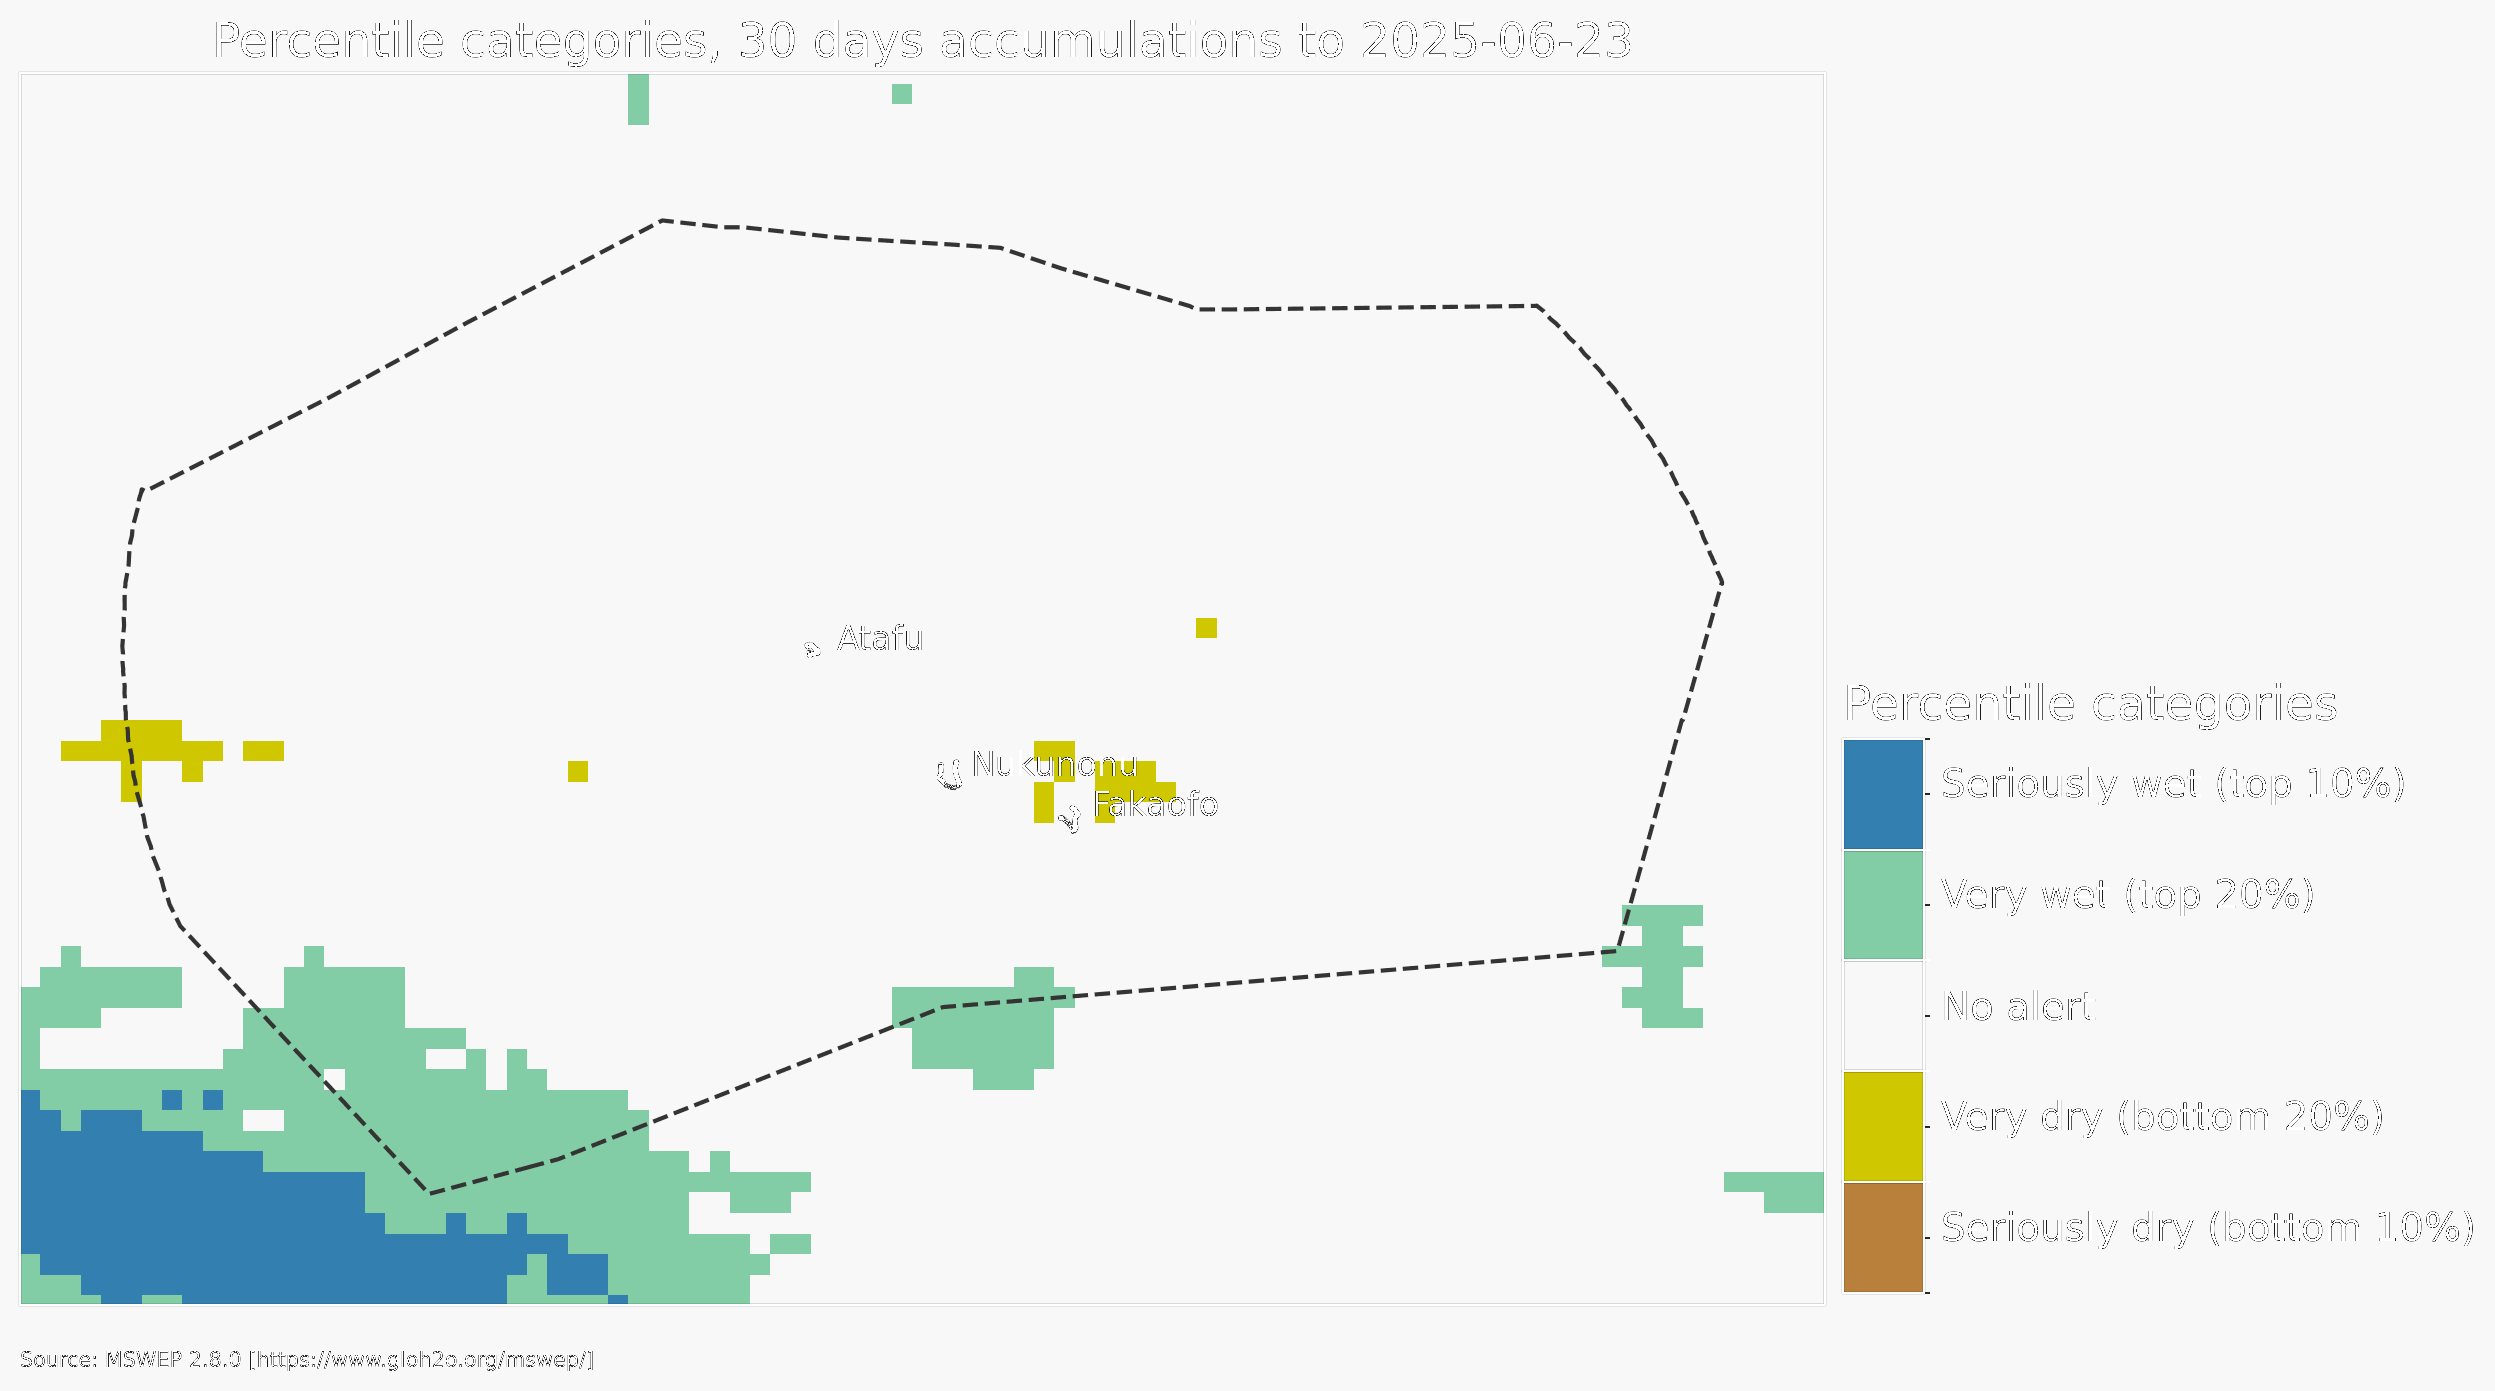 Percentile categories, 30 days accumulations to 2025-06-23
Atafu
Nukunonu
Fakaofo
Percentile categories
Seriously wet (top 10%)
Very wet (top 20%)
No alert
Very dry (bottom 20%)
Seriously dry (bottom 10%)
Source: MSWEP 2.8.0 [https://www.gloh2o.org/mswep/]